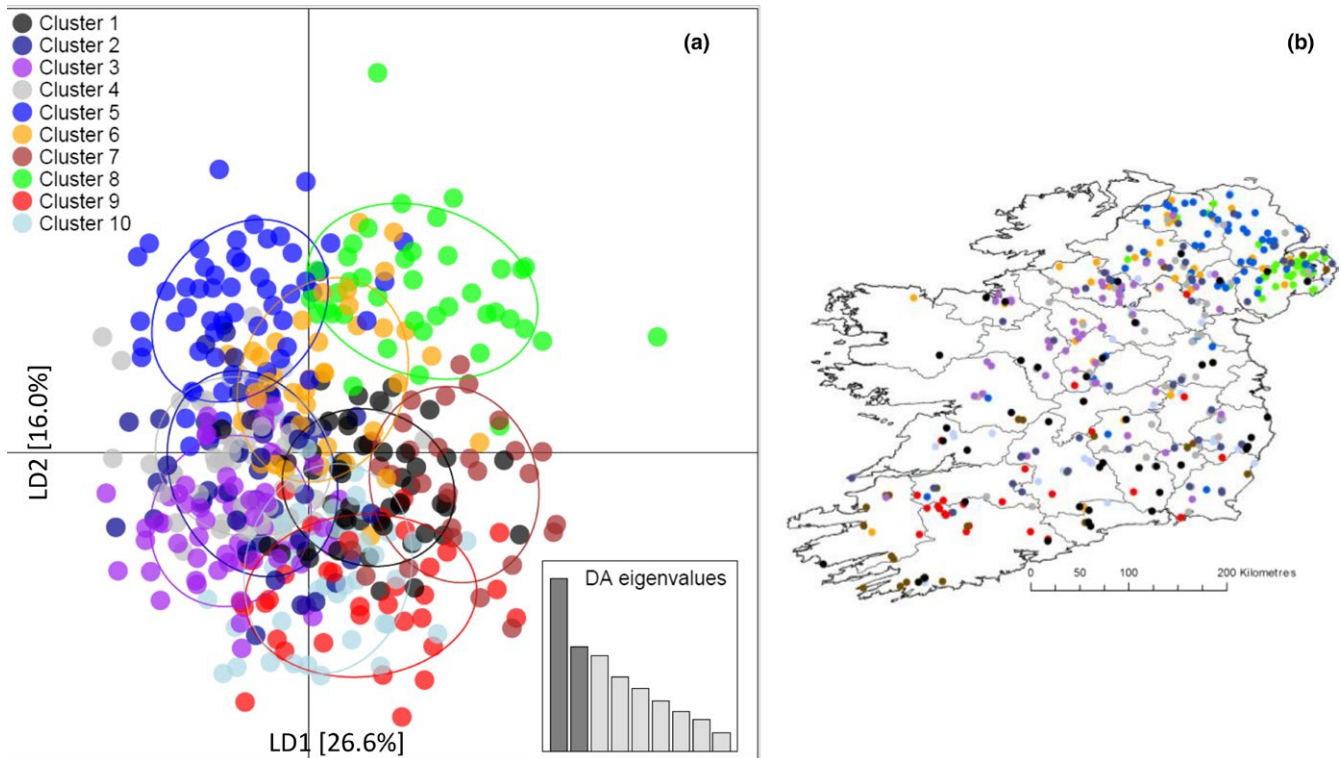 Cluster 1
Cluster 2
Cluster 3
Cluster 4
Cluster 5
Cluster 6
Cluster 7
Cluster 8
Cluster 9
Cluster 10
(a)
LD2 [16.0%]
LD1 [26.6%]
DA eigenvalues
(b)
0 50 100 200 Kilometres